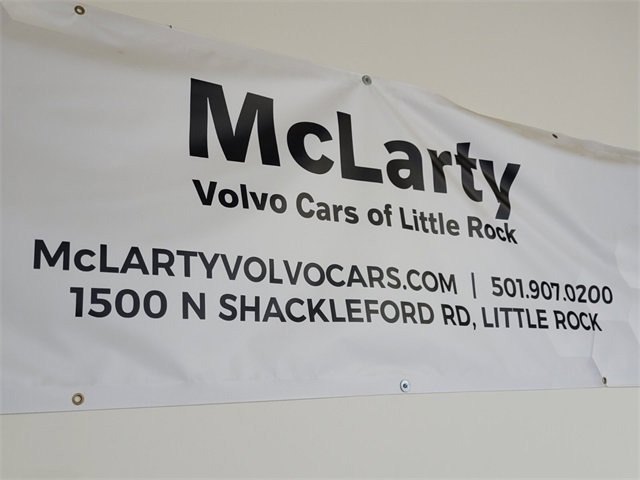 McLarty
Volvo Cars of Little Rock
McLARTYVOLVOCARS.COM | 501.907.0200
1500 N SHACKLEFORD RD, LITTLE ROCK